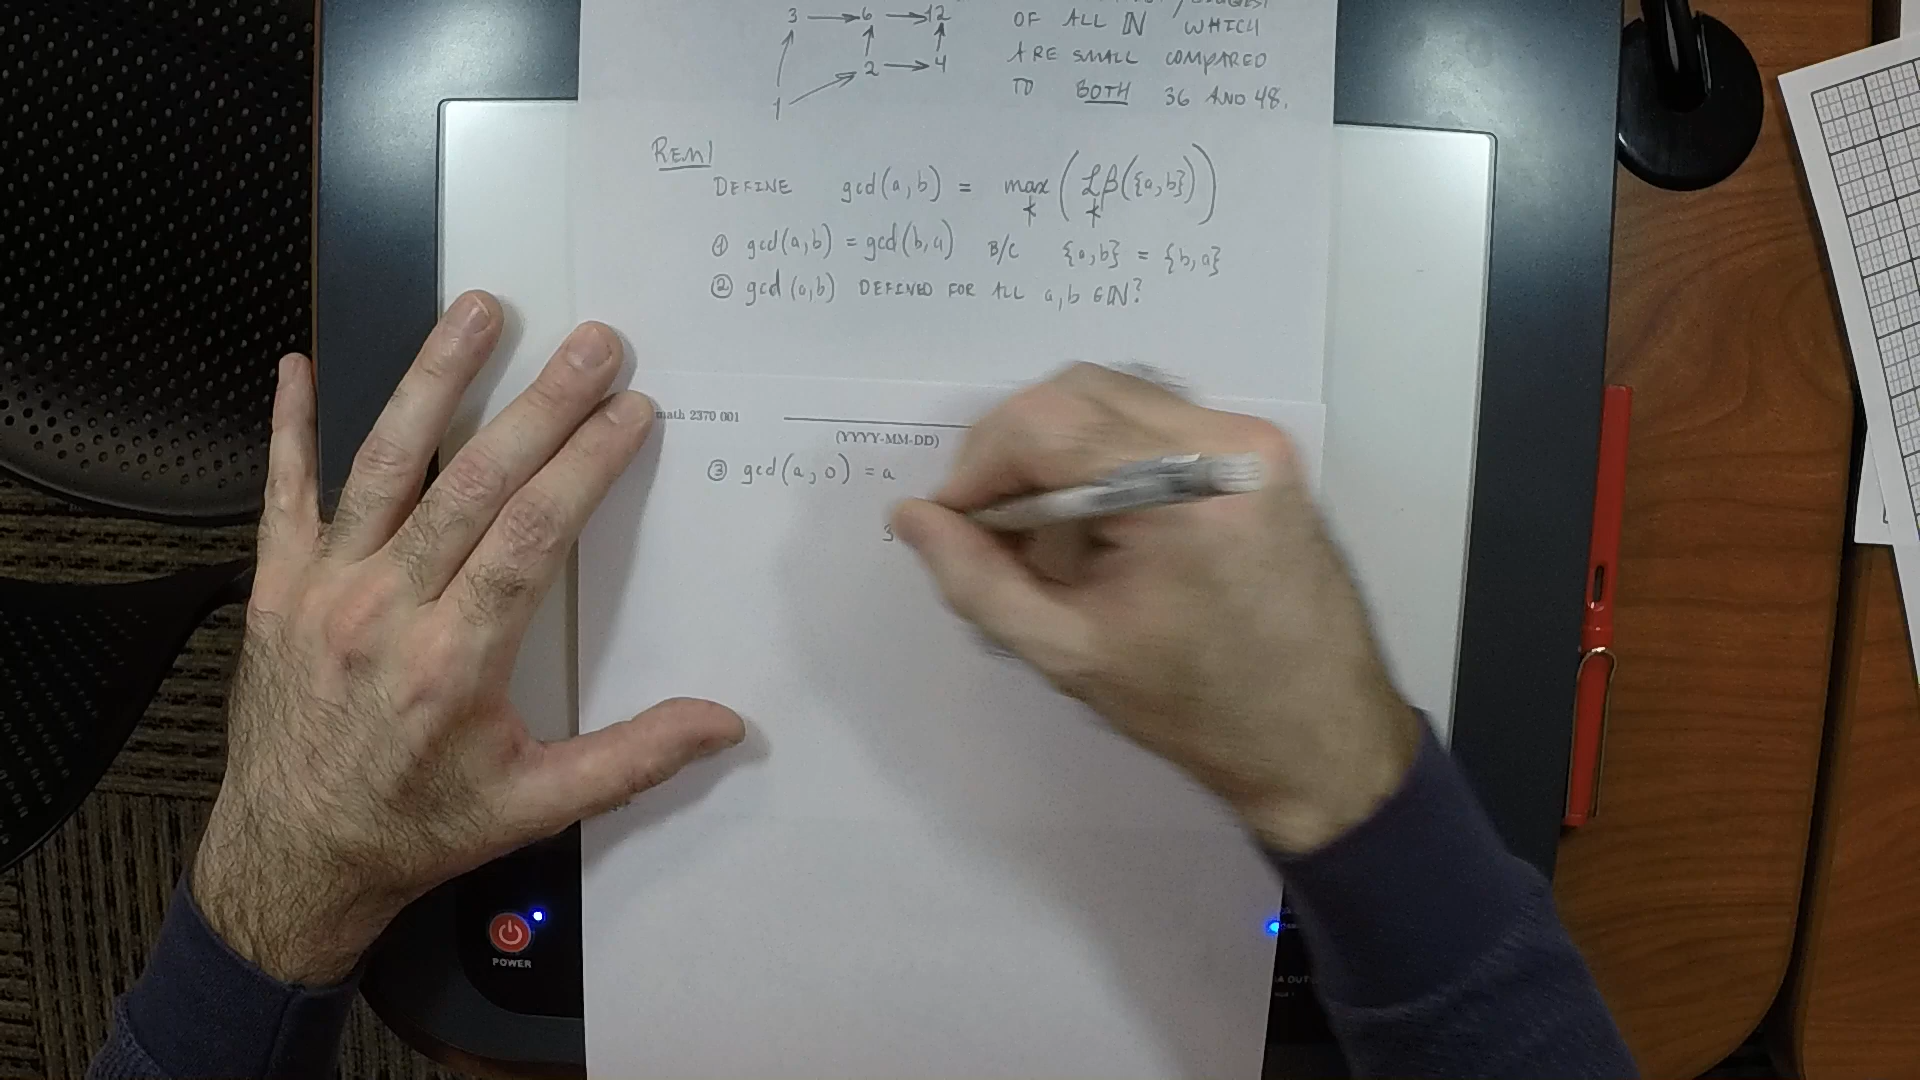 3 → 6 → 12
OF ALL ℕ WHICH
2 → 4
ARE SMALL COMPARED
1
TO BOTH 36 AND 48.
REM/
DEFINE gcd(a,b) = max (ℒβ({a,b}))
① gcd(a,b) = gcd(b,a) B/C {a,b} = {b,a}
② gcd(a,b) DEFINED FOR ALL a,b ∈ ℕ?
math 2370 001
(YYYY-MM-DD)
③ gcd(a,0) = a
3
POWER